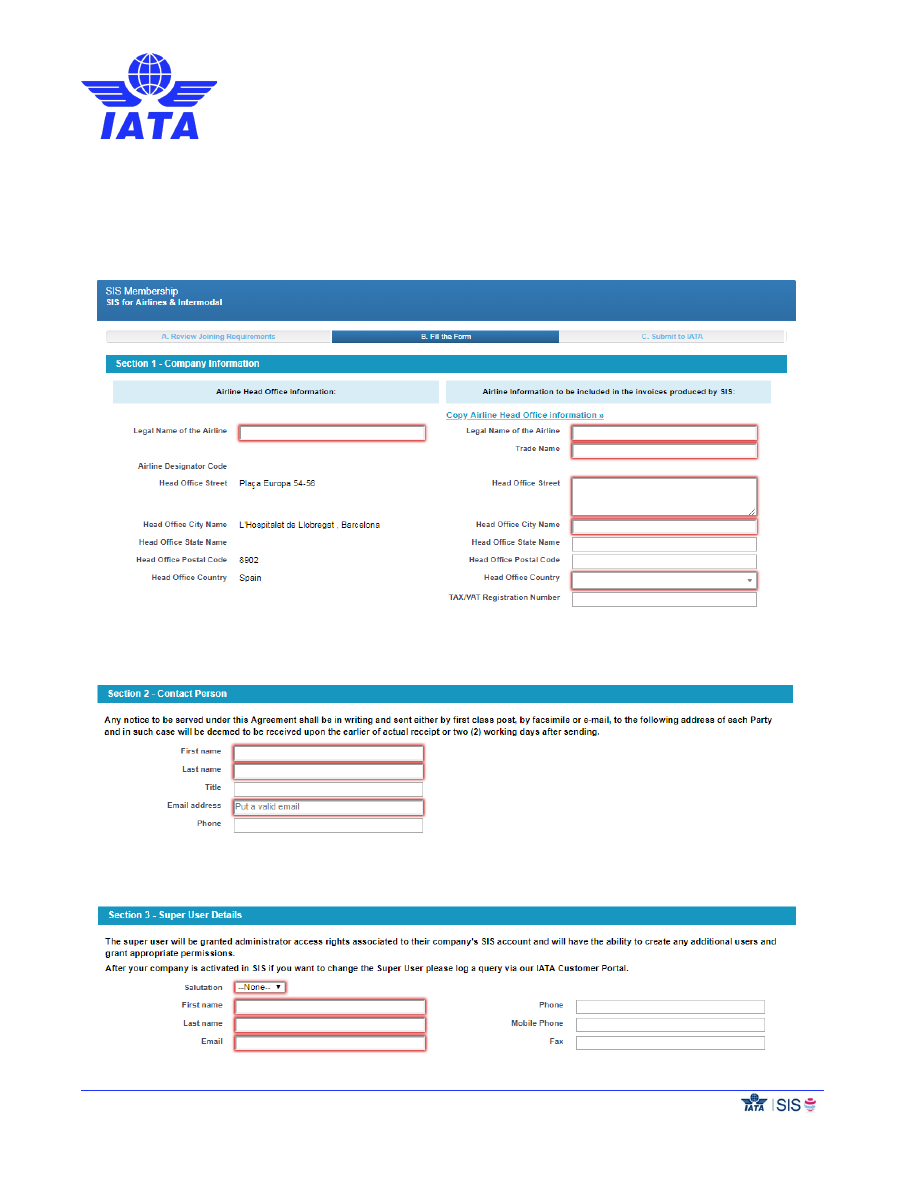 IATA
SIS Membership
SIS for Airlines & Intermodal
A. Review Joining Requirements
B. Fill the Form
C. Submit to IATA
Section 1 - Company Information
Airline Head Office Information:
Airline Information to be included in the invoices produced by SIS:
Copy Airline Head Office information »
Legal Name of the Airline
Legal Name of the Airline
Trade Name
Airline Designator Code
Head Office Street Plaça Europa 54-56
Head Office Street
Head Office City Name L'Hospitalet de Llobregat , Barcelona
Head Office City Name
Head Office State Name
Head Office State Name
Head Office Postal Code 8902
Head Office Postal Code
Head Office Country Spain
Head Office Country
TAX/VAT Registration Number
Section 2 - Contact Person
Any notice to be served under this Agreement shall be in writing and sent either by first class post, by facsimile or e-mail, to the following address of each Party
and in such case will be deemed to be received upon the earlier of actual receipt or two (2) working days after sending.
First name
Last name
Title
Email address Put a valid email
Phone
Section 3 - Super User Details
The super user will be granted administrator access rights associated to their company's SIS account and will have the ability to create any additional users and
grant appropriate permissions.
After your company is activated in SIS if you want to change the Super User please log a query via our IATA Customer Portal.
Salutation --None--
First name
Phone
Last name
Mobile Phone
Email
Fax
IATA | SIS